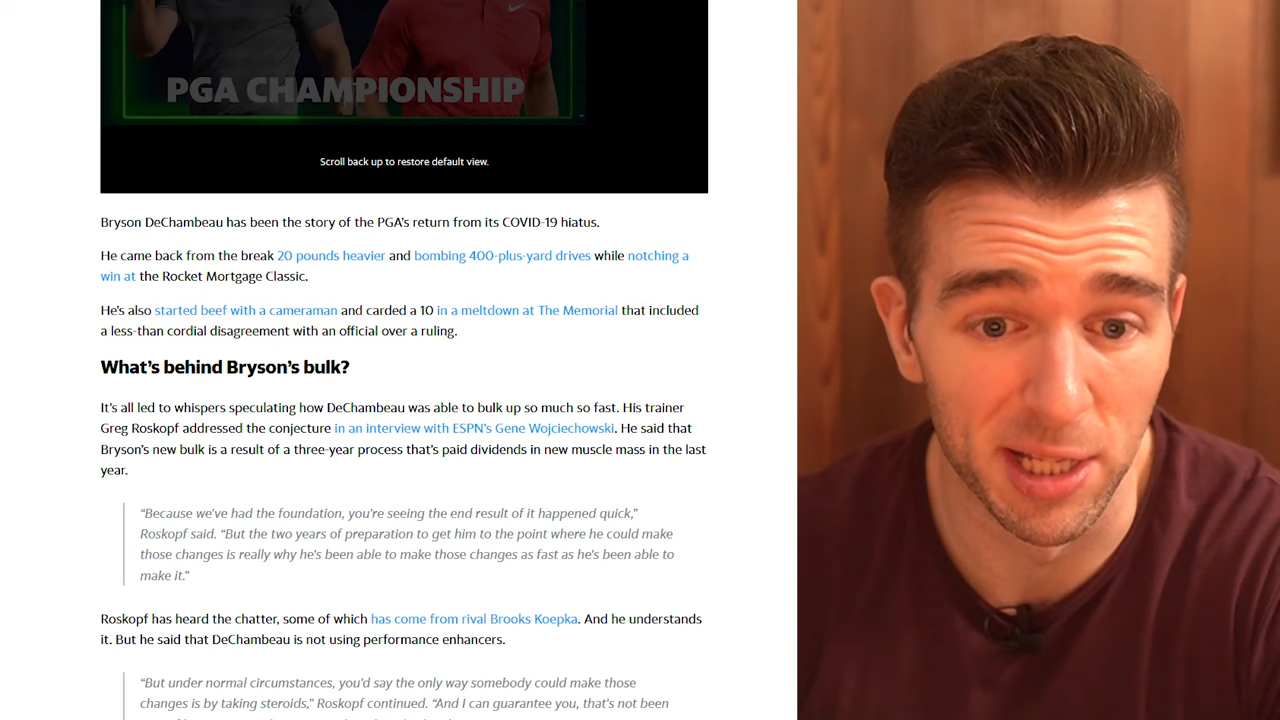 PGA CHAMPIONSHIP
Scroll back up to restore default view.
Bryson DeChambeau has been the story of the PGA's return from its COVID-19 hiatus.
He came back from the break 20 pounds heavier and bombing 400-plus-yard drives while notching a
win at the Rocket Mortgage Classic.
He's also started beef with a cameraman and carded a 10 in a meltdown at The Memorial that included
a less-than cordial disagreement with an official over a ruling.
What's behind Bryson's bulk?
It's all led to whispers speculating how DeChambeau was able to bulk up so much so fast. His trainer
Greg Roskopf addressed the conjecture in an interview with ESPN's Gene Wojciechowski. He said that
Bryson's new bulk is a result of a three-year process that's paid dividends in new muscle mass in the last
year.
“Because we've had the foundation, you're seeing the end result of it happened quick,”
Roskopf said. “But the two years of preparation to get him to the point where he could make
those changes is really why he's been able to make those changes as fast as he's been able to
make it.”
Roskopf has heard the chatter, some of which has come from rival Brooks Koepka. And he understands
it. But he said that DeChambeau is not using performance enhancers.
“But under normal circumstances, you'd say the only way somebody could make those
changes is by taking steroids,” Roskopf continued. “And I can guarantee you, that's not been